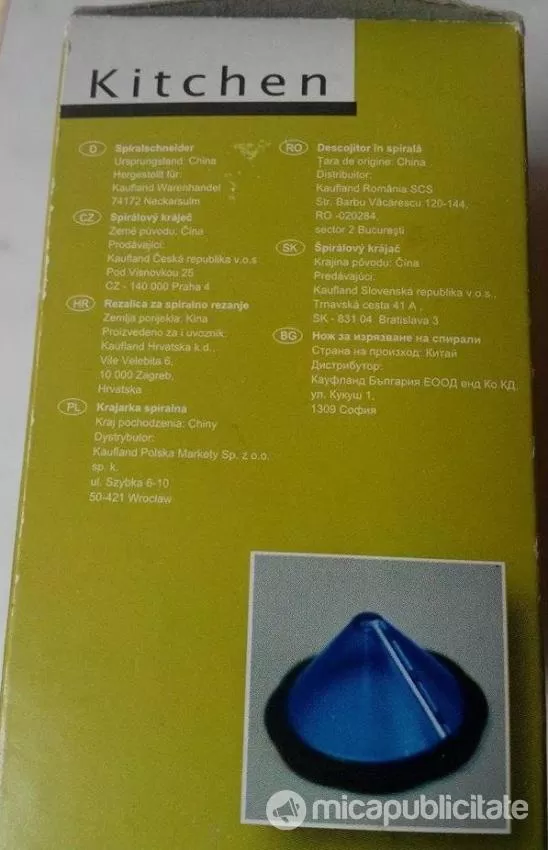 Kitchen
D Spiralschneider
Ursprungsland: China
Hergestellt für:
Kaufland Warenhandel
74172 Neckarsulm
CZ Spirálový kráječ
Země původu: Čína
Prodávající:
Kaufland Česká republika v.o.s
Pod Višnovkou 25
CZ - 140 000 Praha 4
HR Rezalica za spiralno rezanje
Zemlja porijekla: Kina
Proizvedeno za i uvoznik:
Kaufland Hrvatska k.d.,
Vile Velebita 6,
10 000 Zagreb,
Hrvatska
PL Krajarka spiralna
Kraj pochodzenia: Chiny
Dystrybutor:
Kaufland Polska Markety Sp. z o.o.
sp. k.
ul. Szybka 6-10
50-421 Wrocław
RO Descojitor în spirală
Țara de origine: China
Distribuitor:
Kaufland România SCS
Str. Barbu Văcărescu 120-144,
RO -020284,
sector 2 București
SK Špirálový krájač
Krajina pôvodu: Čína
Predávajúci:
Kaufland Slovenská republika v.o.s.,
Trnavská cesta 41 A,
SK - 831 04 Bratislava 3
BG Нож за изрязване на спирали
Страна на произход: Китай
Дистрибутор:
Кауфланд България ЕООД енд Ко.КД,
ул. Кукуш 1,
1309 София
micapublicitate